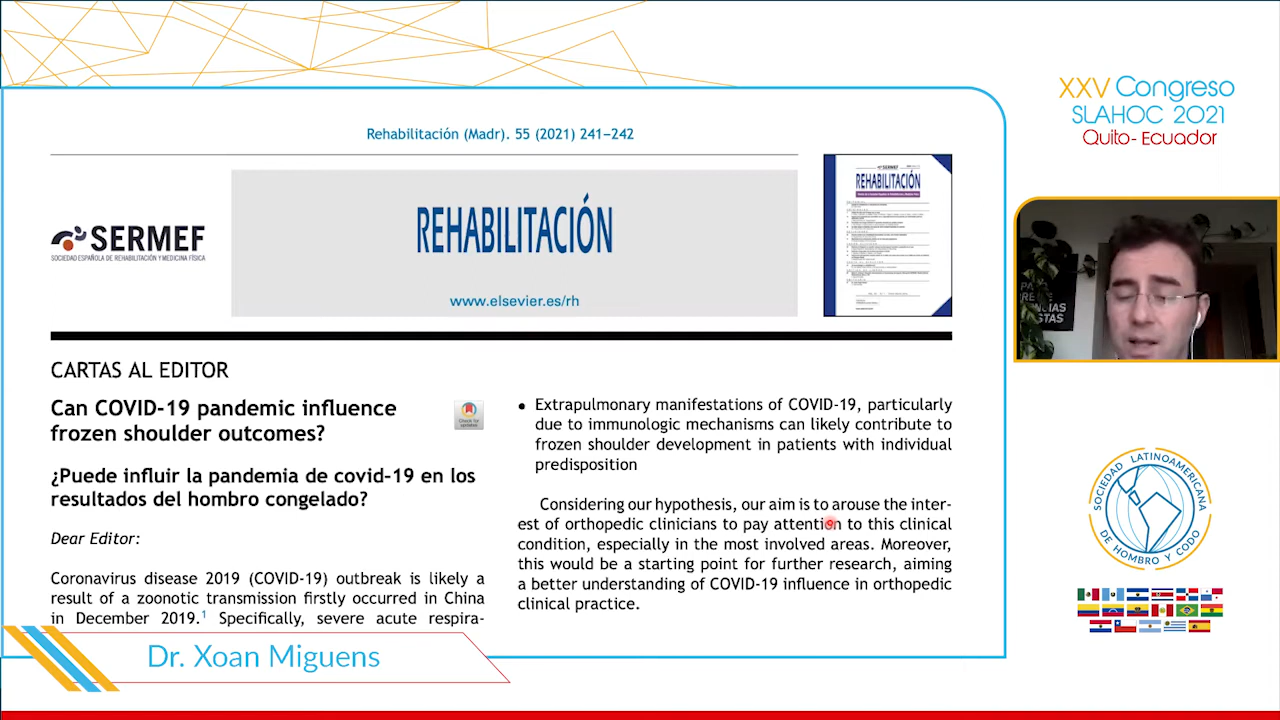 XXV Congreso
SLAHOC 2021
Quito- Ecuador
Rehabilitación (Madr). 55 (2021) 241–242
SERMEF
SOCIEDAD ESPAÑOLA DE REHABILITACIÓN Y MEDICINA FÍSICA
REHABILITACIÓN
www.elsevier.es/rh
SERMEF
REHABILITACIÓN
CARTAS AL EDITOR
Can COVID-19 pandemic influence
frozen shoulder outcomes?
Check for
updates
¿Puede influir la pandemia de covid-19 en los
resultados del hombro congelado?
Dear Editor:
Coronavirus disease 2019 (COVID-19) outbreak is likely a
result of a zoonotic transmission firstly occurred in China
in December 2019.1 Specifically, severe acute respira-
• Extrapulmonary manifestations of COVID-19, particularly
due to immunologic mechanisms can likely contribute to
frozen shoulder development in patients with individual
predisposition
Considering our hypothesis, our aim is to arouse the inter-
est of orthopedic clinicians to pay attention to this clinical
condition, especially in the most involved areas. Moreover,
this would be a starting point for further research, aiming
a better understanding of COVID-19 influence in orthopedic
clinical practice.
Dr. Xoan Miguens
SOCIEDAD LATINOAMERICANA
DE HOMBRO Y CODO